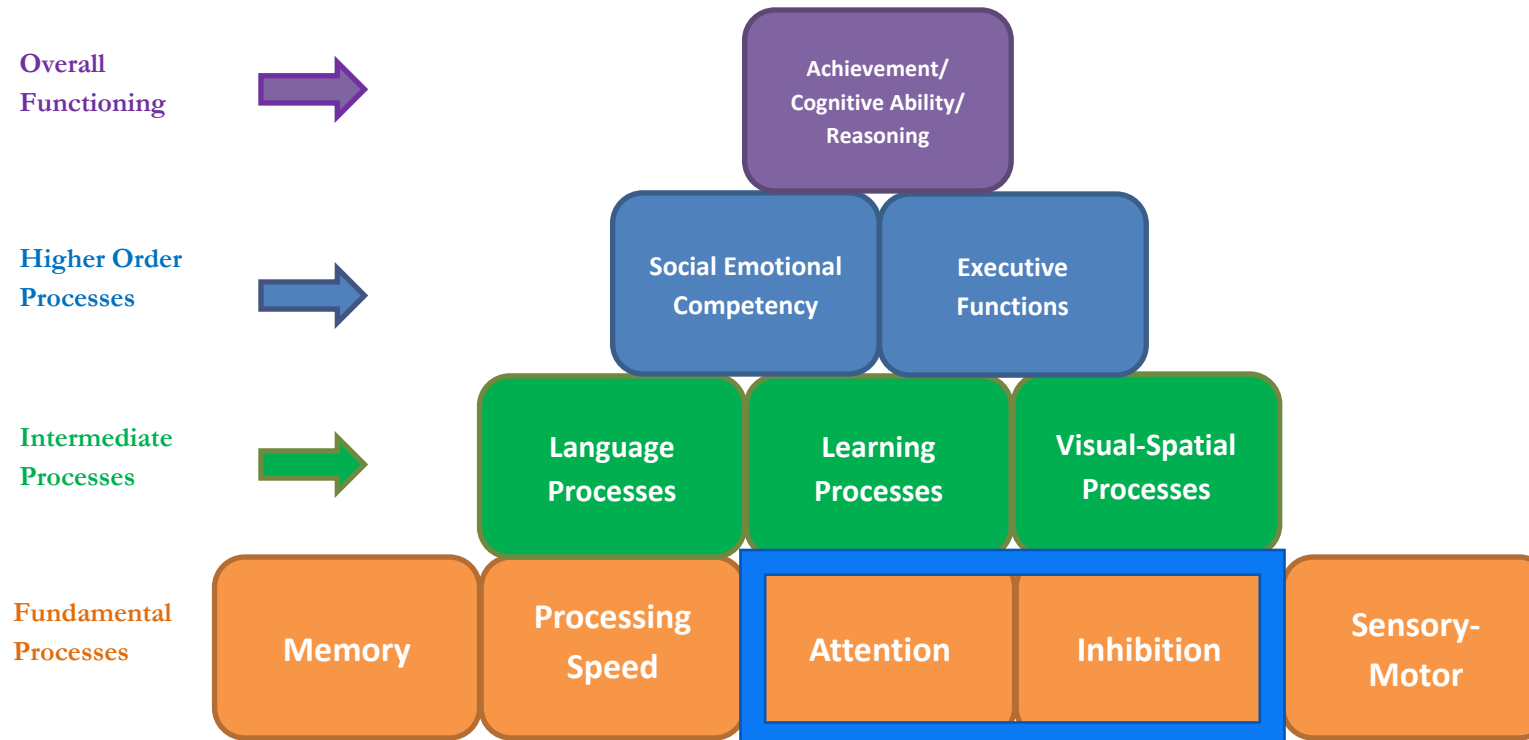 Overall
Functioning
Achievement/
Cognitive Ability/
Reasoning
Higher Order
Processes
Social Emotional
Competency
Executive
Functions
Intermediate
Processes
Language
Processes
Learning
Processes
Visual-Spatial
Processes
Fundamental
Processes
Memory
Processing
Speed
Attention
Inhibition
Sensory-
Motor